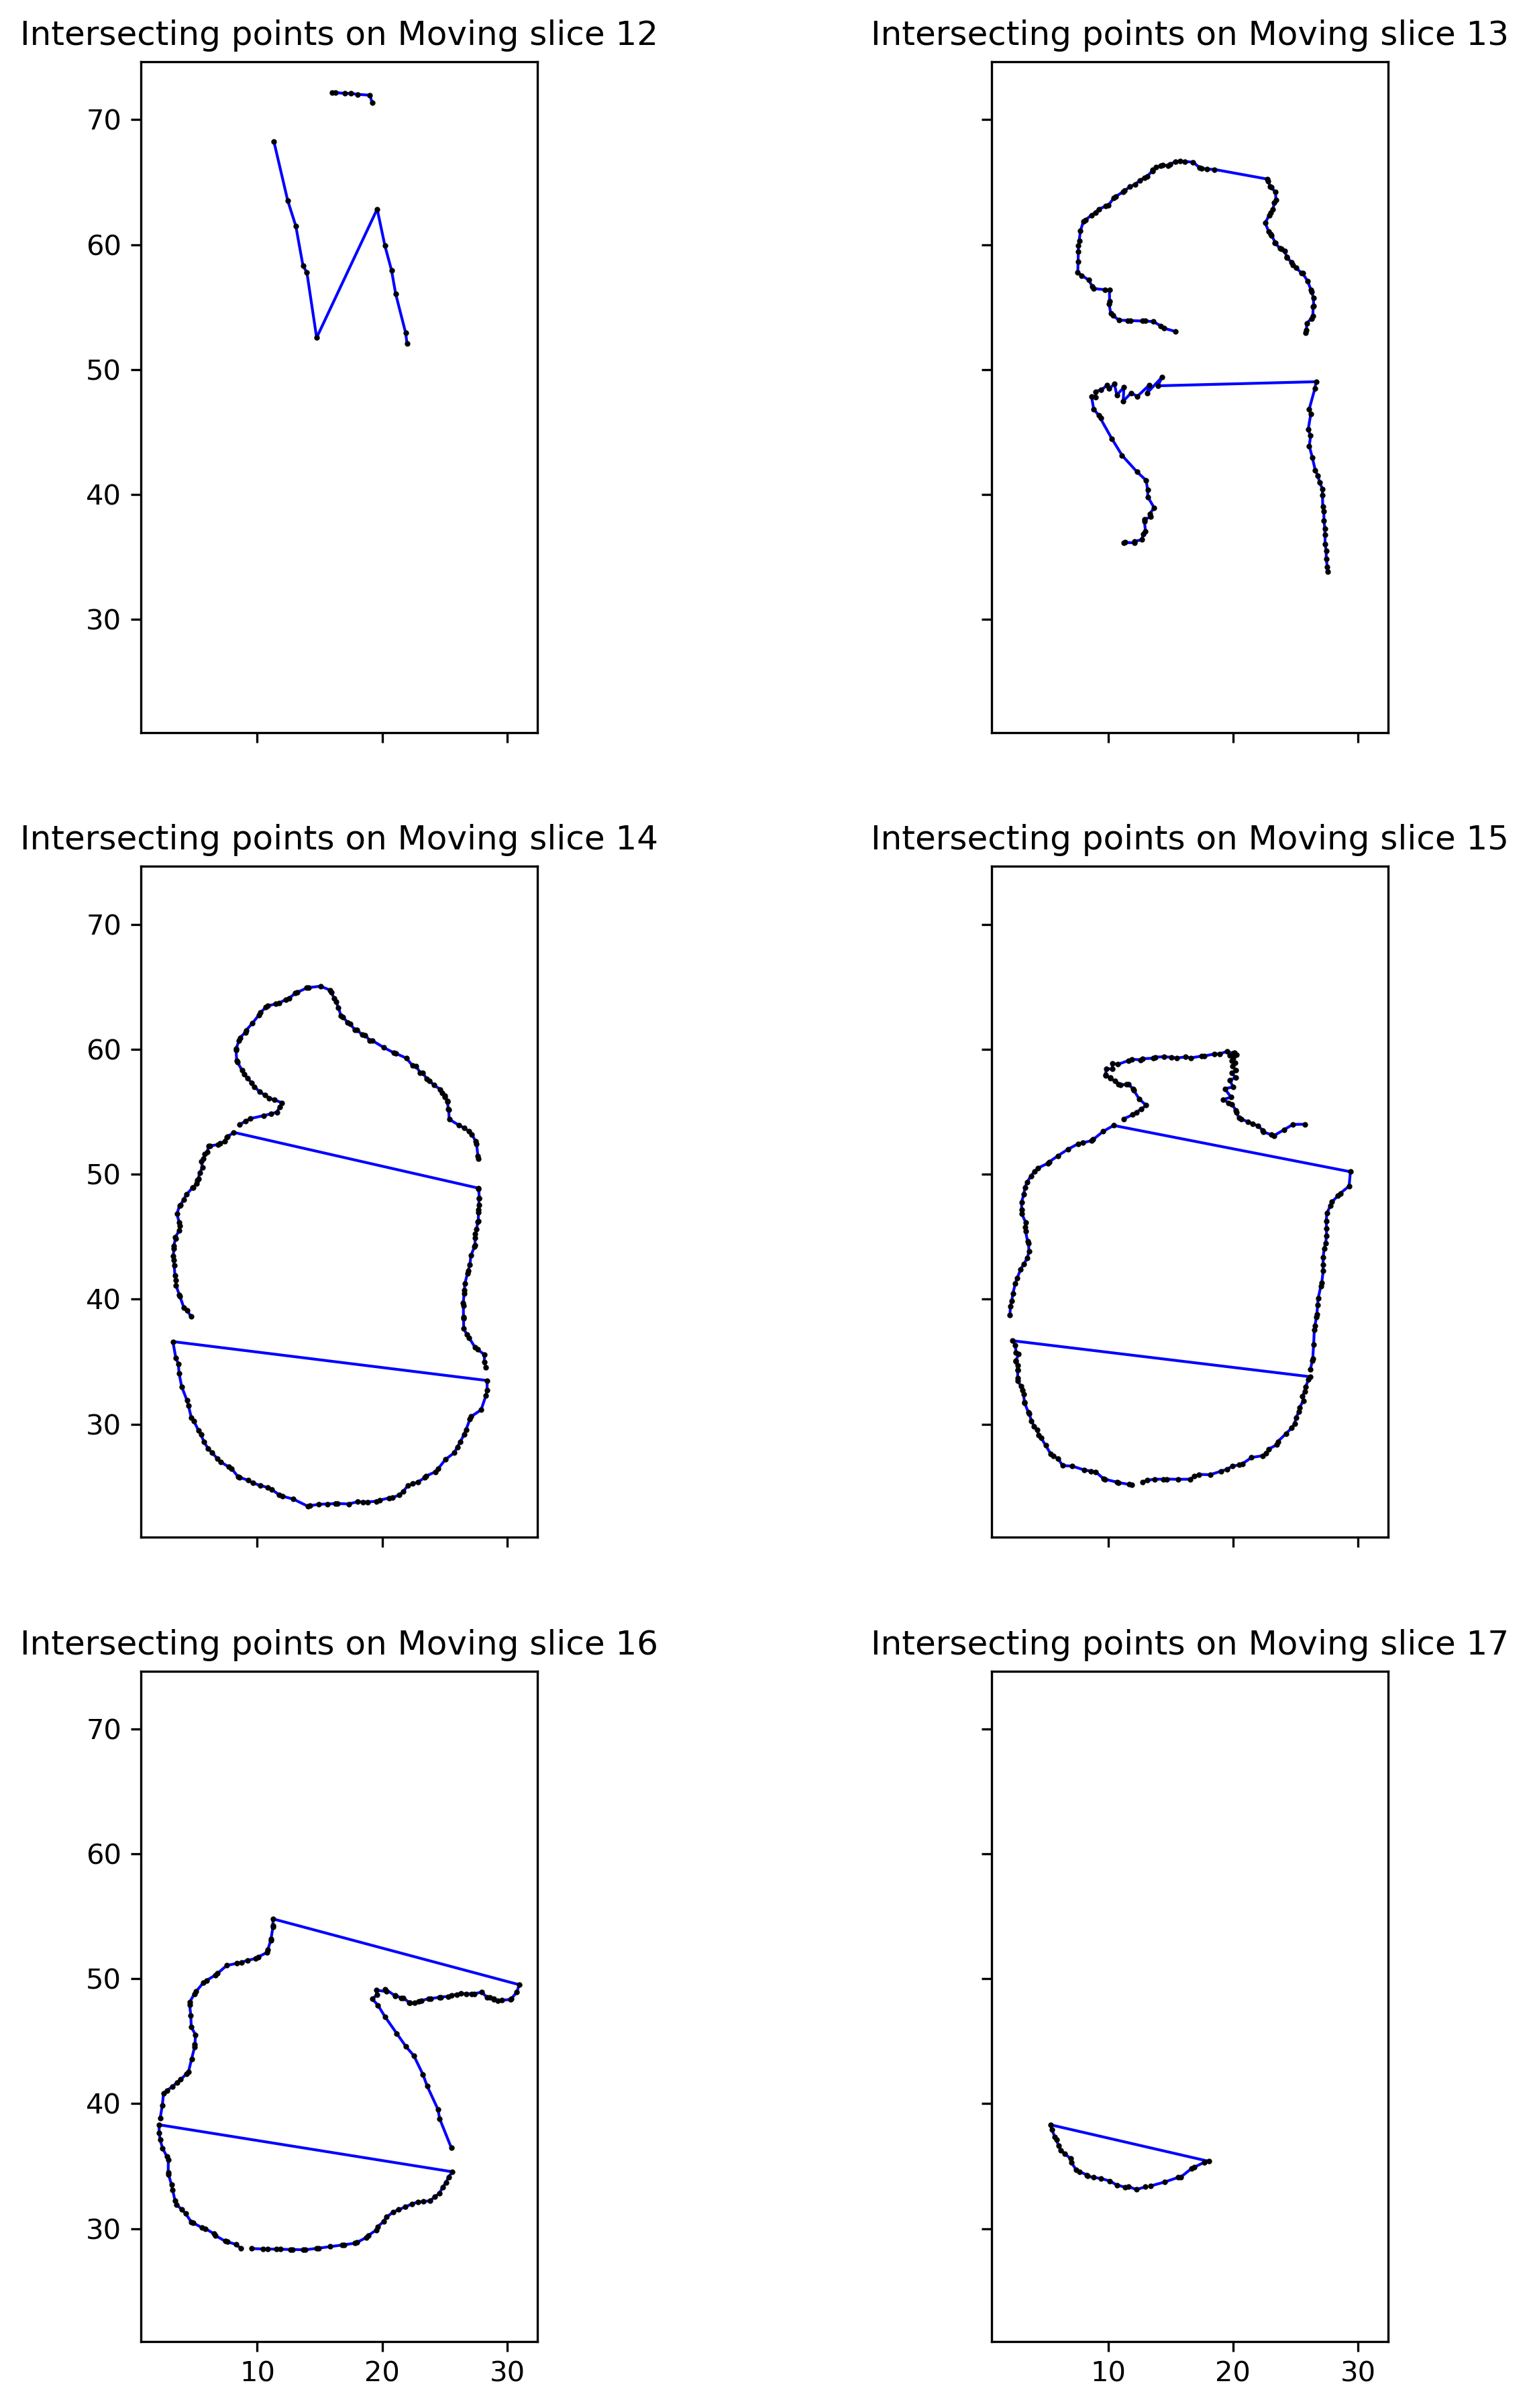 Intersecting points on Moving slice 12
Intersecting points on Moving slice 13
70
60
50
40
30
Intersecting points on Moving slice 14
Intersecting points on Moving slice 15
70
60
50
40
30
Intersecting points on Moving slice 16
Intersecting points on Moving slice 17
70
60
50
40
30
10 20 30
10 20 30